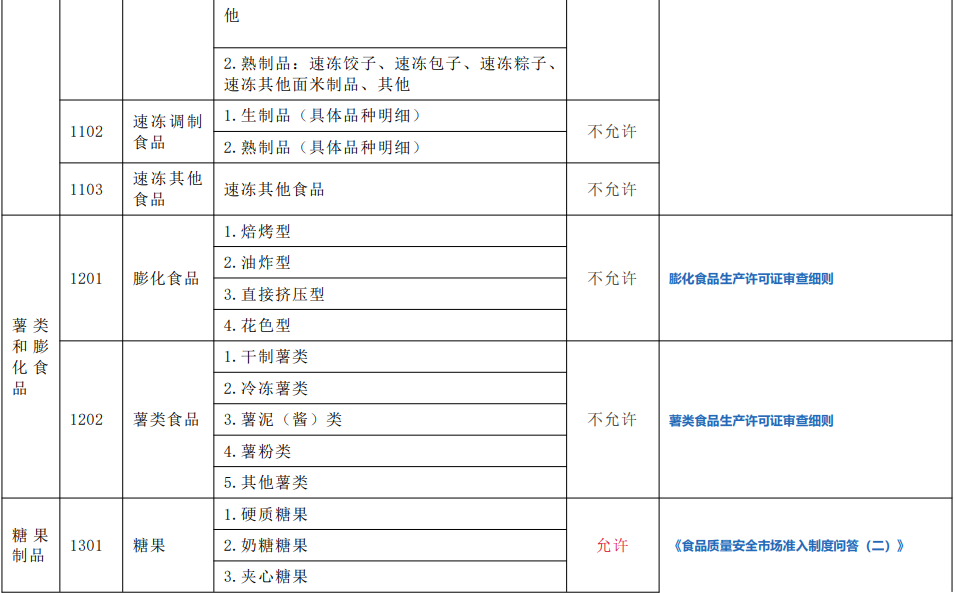 他
2.熟制品：速冻饺子、速冻包子、速冻粽子、
速冻其他面米制品、其他
1102
速冻调制
食品
1.生制品（具体品种明细）
2.熟制品（具体品种明细）
不允许
1103
速冻其他
食品
速冻其他食品
不允许
薯类
和膨
化食
品
1201
膨化食品
1.焙烤型
2.油炸型
3.直接挤压型
4.花色型
不允许
膨化食品生产许可证审查细则
1202
薯类食品
1.干制薯类
2.冷冻薯类
3.薯泥（酱）类
4.薯粉类
5.其他薯类
不允许
薯类食品生产许可证审查细则
糖果
制品
1301
糖果
1.硬质糖果
2.奶糖糖果
3.夹心糖果
允许
《食品质量安全市场准入制度问答（二）》